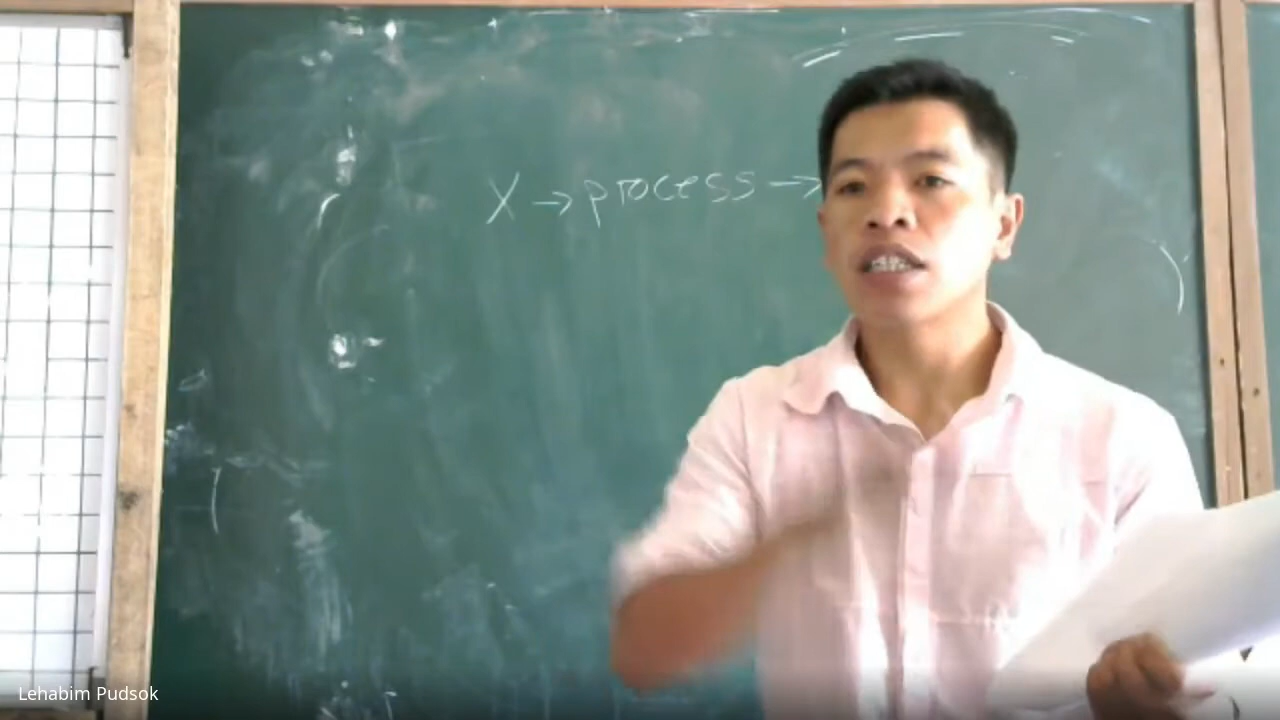 X → process →
Lehabim Pudsok